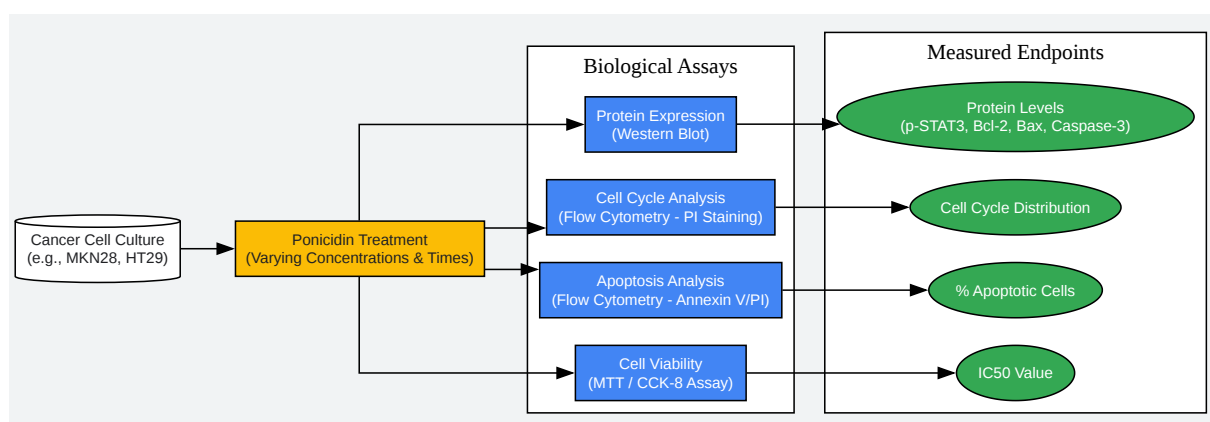 Cancer Cell Culture
(e.g., MKN28, HT29)
Ponicidin Treatment
(Varying Concentrations & Times)
Biological Assays
Protein Expression
(Western Blot)
Cell Cycle Analysis
(Flow Cytometry - PI Staining)
Apoptosis Analysis
(Flow Cytometry - Annexin V/PI)
Cell Viability
(MTT / CCK-8 Assay)
Measured Endpoints
Protein Levels
(p-STAT3, Bcl-2, Bax, Caspase-3)
Cell Cycle Distribution
% Apoptotic Cells
IC50 Value